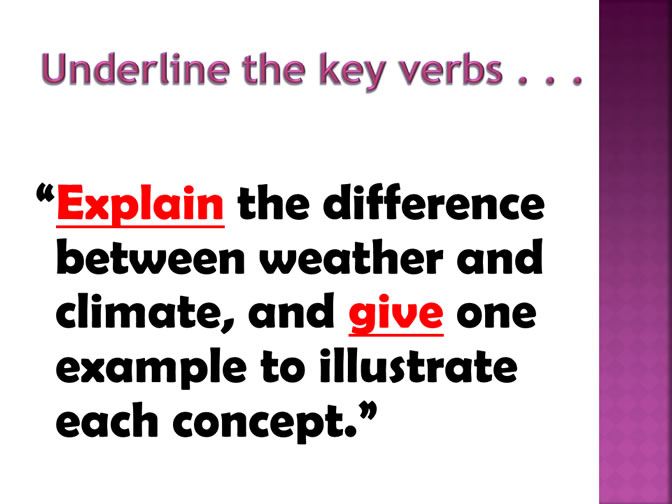 Underline the key verbs . . .
“Explain the difference
between weather and
climate, and give one
example to illustrate
each concept.”